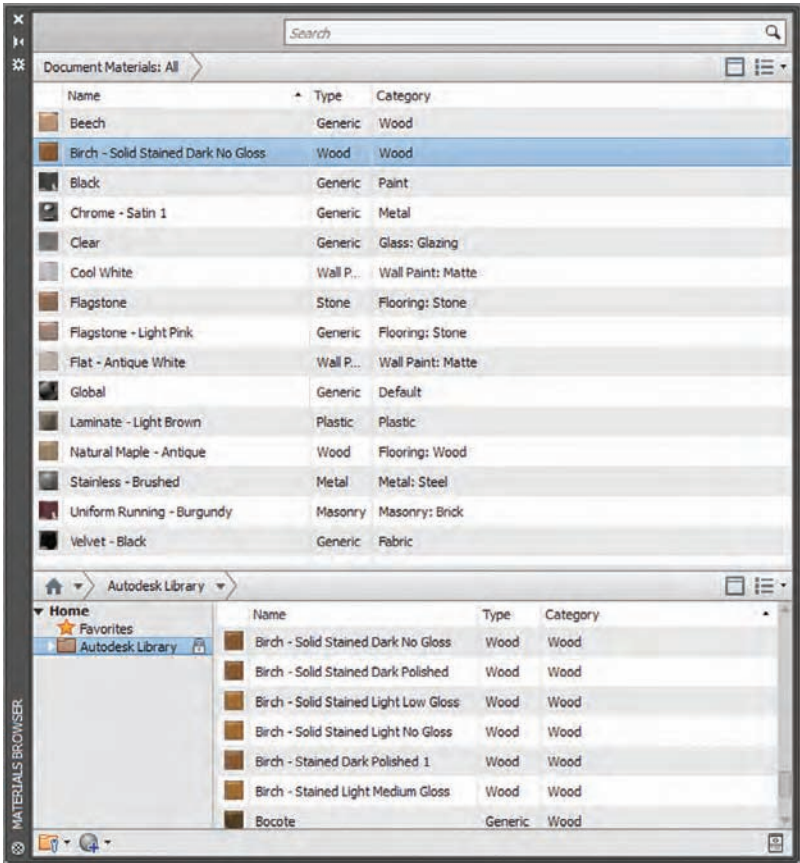 Search
Document Materials: All
Name Type Category
Beech Generic Wood
Birch - Solid Stained Dark No Gloss Wood Wood
Black Generic Paint
Chrome - Satin 1 Generic Metal
Clear Generic Glass: Glazing
Cool White Wall P... Wall Paint: Matte
Flagstone Stone Flooring: Stone
Flagstone - Light Pink Generic Flooring: Stone
Flat - Antique White Wall P... Wall Paint: Matte
Global Generic Default
Laminate - Light Brown Plastic Plastic
Natural Maple - Antique Wood Flooring: Wood
Stainless - Brushed Metal Metal: Steel
Uniform Running - Burgundy Masonry Masonry: Brick
Velvet - Black Generic Fabric
Autodesk Library
Home
Favorites
Autodesk Library
Name Type Category
Birch - Solid Stained Dark No Gloss Wood Wood
Birch - Solid Stained Dark Polished Wood Wood
Birch - Solid Stained Light Low Gloss Wood Wood
Birch - Solid Stained Light No Gloss Wood Wood
Birch - Stained Dark Polished 1 Wood Wood
Birch - Stained Light Medium Gloss Wood Wood
Bocote Generic Wood
MATERIALS BROWSER